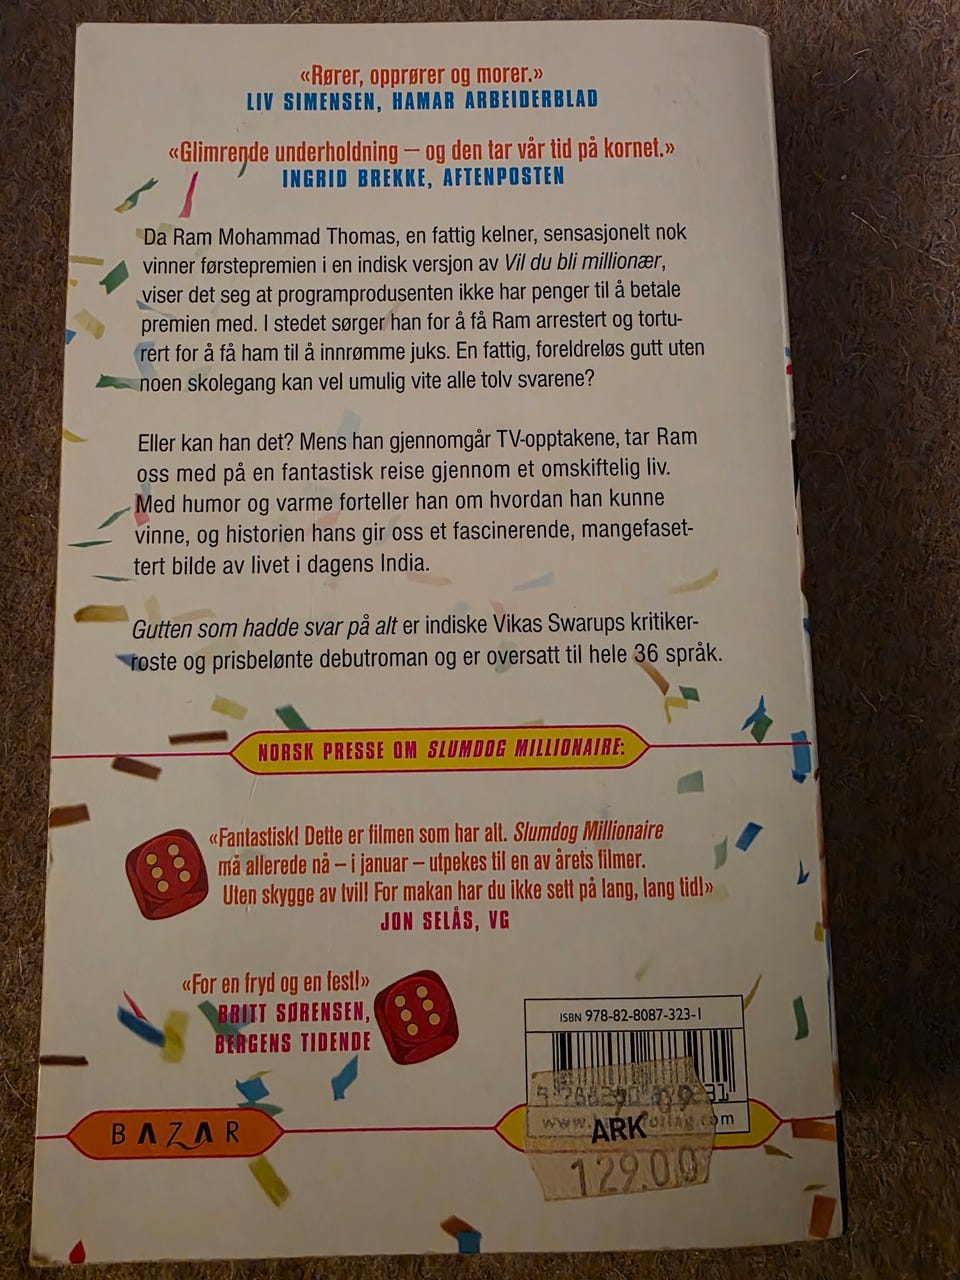 «Rører, opprører og morer.»
LIV SIMENSEN, HAMAR ARBEIDERBLAD
«Glimrende underholdning – og den tar vår tid på kornet.»
INGRID BREKKE, AFTENPOSTEN
Da Ram Mohammad Thomas, en fattig kelner, sensasjonelt nok
vinner førstepremien i en indisk versjon av Vil du bli millionær,
viser det seg at programprodusenten ikke har penger til å betale
premien med. I stedet sørger han for å få Ram arrestert og tortu-
rert for å få ham til å innrømme juks. En fattig, foreldreløs gutt uten
noen skolegang kan vel umulig vite alle tolv svarene?
Eller kan han det? Mens han gjennomgår TV-opptakene, tar Ram
oss med på en fantastisk reise gjennom et omskiftelig liv.
Med humor og varme forteller han om hvordan han kunne
vinne, og historien hans gir oss et fascinerende, mangefaset-
tert bilde av livet i dagens India.
Gutten som hadde svar på alt er indiske Vikas Swarups kritiker-
roste og prisbelønte debutroman og er oversatt til hele 36 språk.
NORSK PRESSE OM SLUMDOG MILLIONAIRE:
«Fantastisk! Dette er filmen som har alt. Slumdog Millionaire
må allerede nå – i januar – utpekes til en av årets filmer.
Uten skygge av tvil! For makan har du ikke sett på lang, lang tid!»
JON SELÅS, VG
«For en fryd og en fest!»
BRITT SØRENSEN,
BERGENS TIDENDE
ISBN 978-82-8087-323-1
ARK
129.00
BAZAR